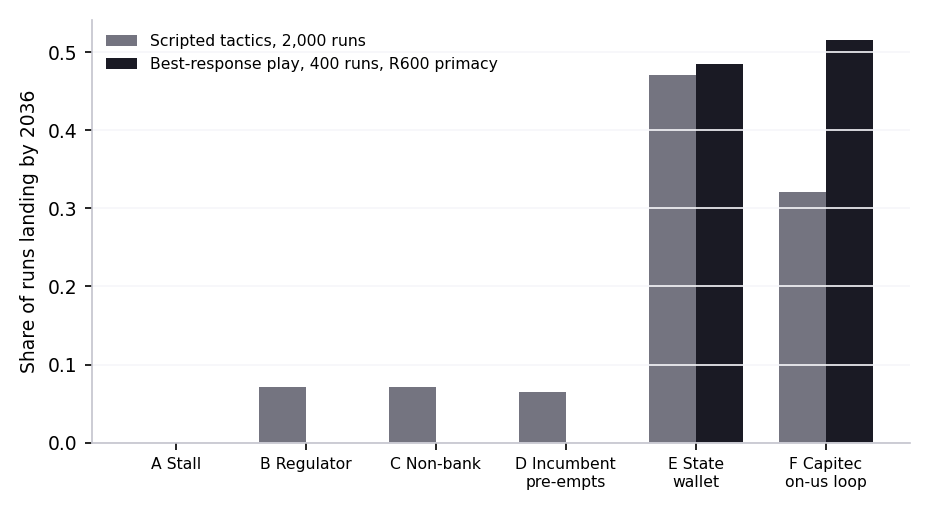 Scripted tactics, 2,000 runs
Best-response play, 400 runs, R600 primacy
Share of runs landing by 2036
0.5
0.4
0.3
0.2
0.1
0.0
A Stall
B Regulator
C Non-bank
D Incumbent
pre-empts
E State
wallet
F Capitec
on-us loop